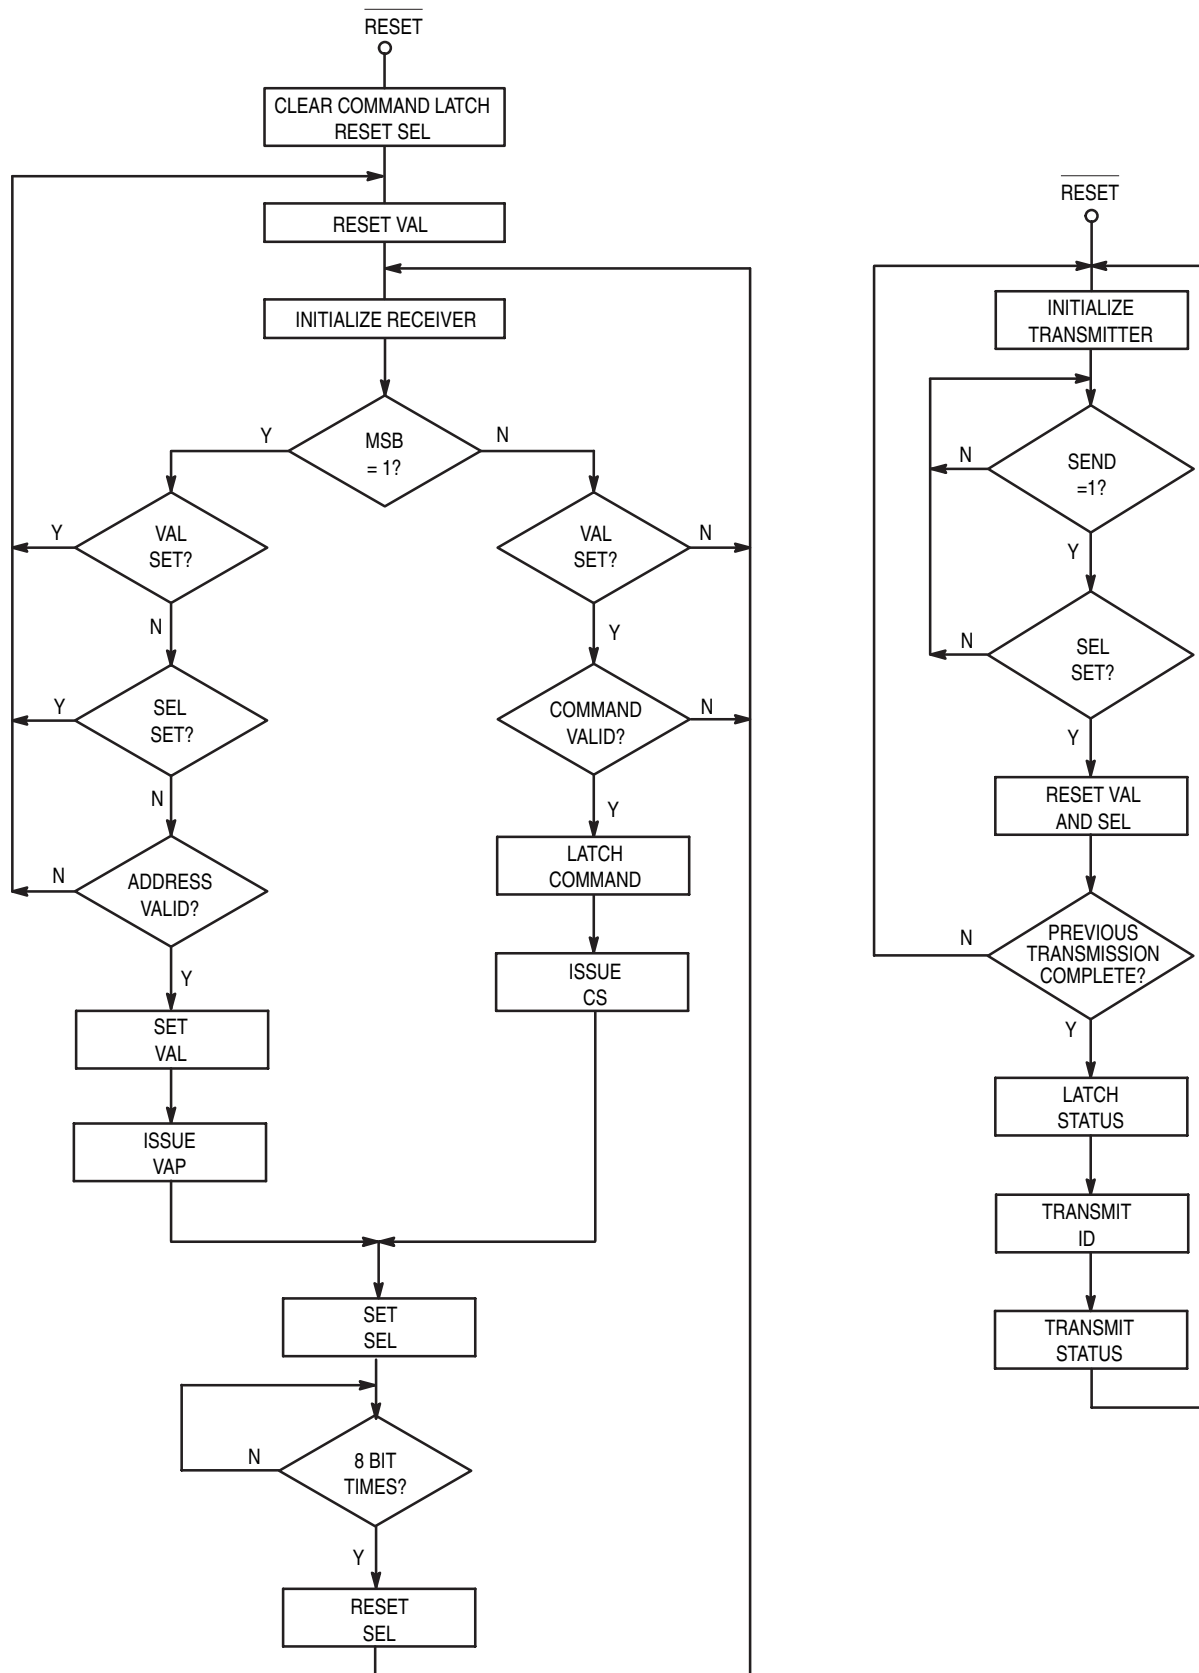 RESET
CLEAR COMMAND LATCH
RESET SEL
RESET VAL
INITIALIZE RECEIVER
MSB
= 1?
Y
N
VAL
SET?
Y
N
SEL
SET?
Y
N
ADDRESS
VALID?
N
Y
SET
VAL
ISSUE
VAP
VAL
SET?
N
Y
COMMAND
VALID?
N
Y
LATCH
COMMAND
ISSUE
CS
SET
SEL
8 BIT
TIMES?
N
Y
RESET
SEL
RESET
INITIALIZE
TRANSMITTER
SEND
=1?
N
Y
SEL
SET?
N
Y
RESET VAL
AND SEL
PREVIOUS
TRANSMISSION
COMPLETE?
N
Y
LATCH
STATUS
TRANSMIT
ID
TRANSMIT
STATUS